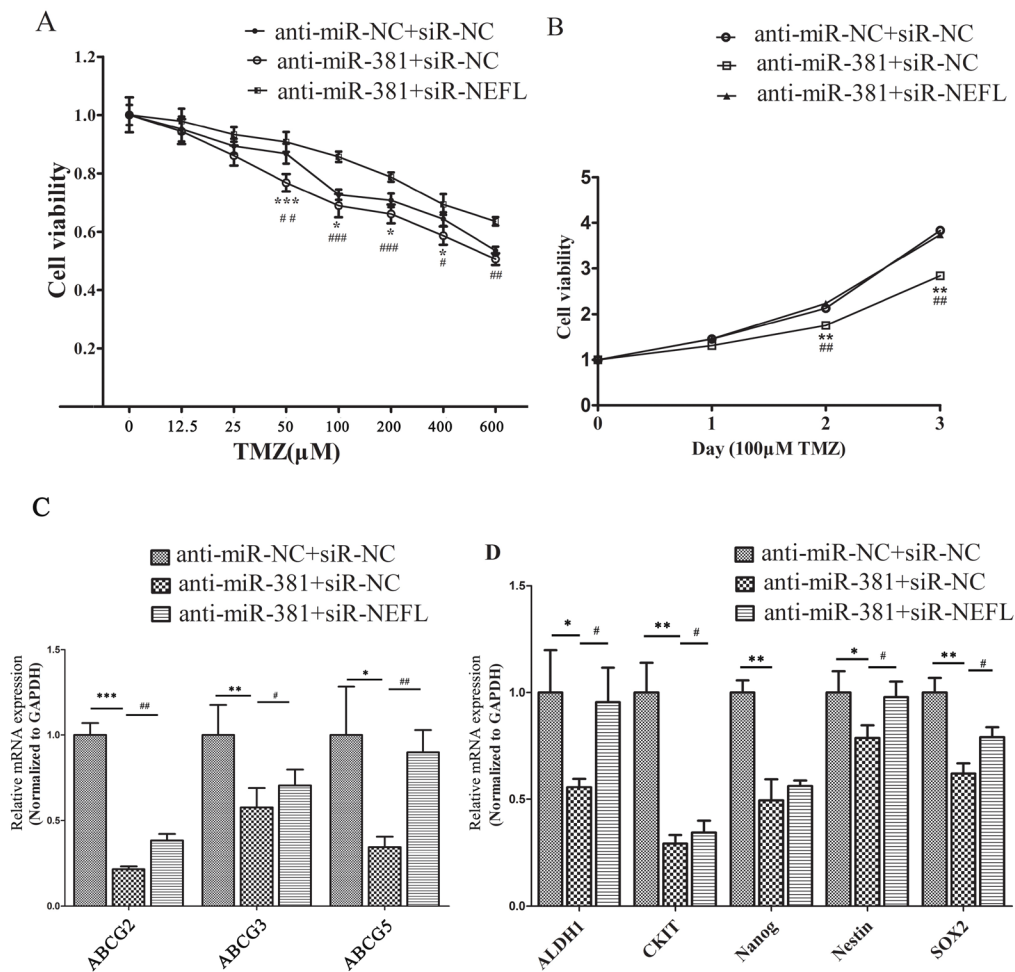 A
anti-miR-NC+siR-NC
anti-miR-381+siR-NC
anti-miR-381+siR-NEFL
1.2
1.0
0.8
0.6
0.4
0.2
Cell viability
***
# #
*
###
*
###
*
#
##
0 12.5 25 50 100 200 400 600
TMZ(μM)
B
anti-miR-NC+siR-NC
anti-miR-381+siR-NC
anti-miR-381+siR-NEFL
5
4
3
2
1
0
Cell viability
**
##
**
##
0 1 2 3
Day (100μM TMZ)
C
anti-miR-NC+siR-NC
anti-miR-381+siR-NC
anti-miR-381+siR-NEFL
Relative mRNA expression
(Normalized to GAPDH)
1.5
1.0
0.5
0.0
*** ## ** # * ##
ABCG2 ABCG3 ABCG5
D
anti-miR-NC+siR-NC
anti-miR-381+siR-NC
anti-miR-381+siR-NEFL
Relative mRNA expression
(Normalized to GAPDH)
1.5
1.0
0.5
0.0
* # ** # ** * # ** #
ALDH1 CKIT Nanog Nestin SOX2